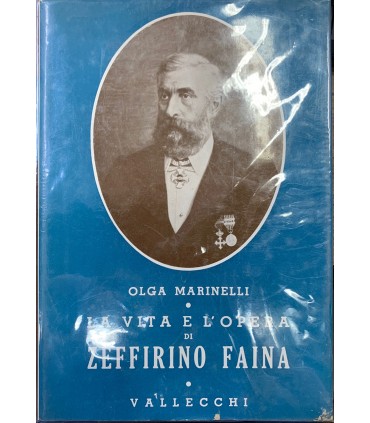 OLGA MARINELLI
•
LA VITA E L'OPERA
DI
ZEFFIRINO FAINA
•
VALLECCHI